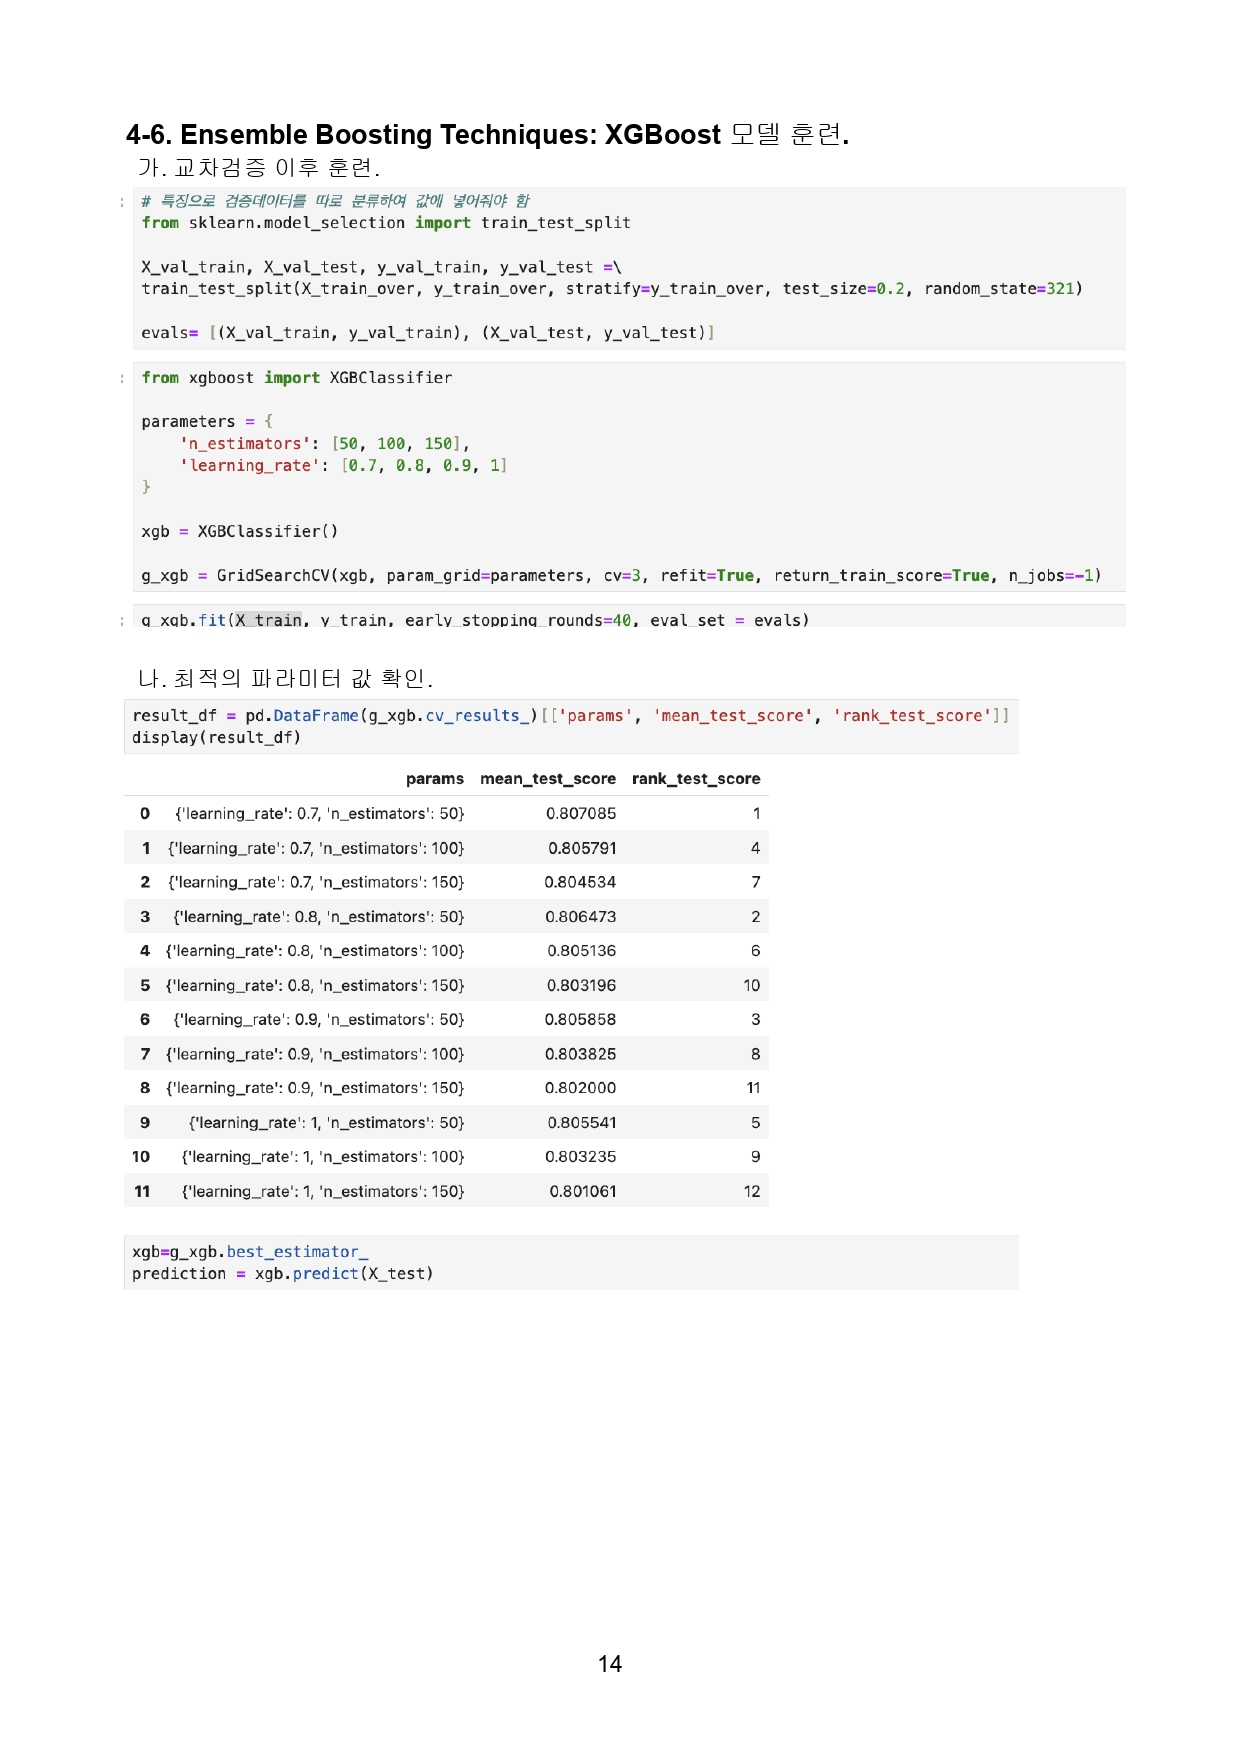 4-6. Ensemble Boosting Techniques: XGBoost 모델 훈련.
가. 교차검증 이후 훈련.
: # 특징으로 검증데이터를 따로 분류하여 값에 넣어줘야 함
from sklearn.model_selection import train_test_split
X_val_train, X_val_test, y_val_train, y_val_test =\
train_test_split(X_train_over, y_train_over, stratify=y_train_over, test_size=0.2, random_state=321)
evals= [(X_val_train, y_val_train), (X_val_test, y_val_test)]
: from xgboost import XGBClassifier
parameters = {
'n_estimators': [50, 100, 150],
'learning_rate': [0.7, 0.8, 0.9, 1]
}
xgb = XGBClassifier()
g_xgb = GridSearchCV(xgb, param_grid=parameters, cv=3, refit=True, return_train_score=True, n_jobs=-1)
: g_xgb.fit(X_train, y_train, early_stopping_rounds=40, eval_set = evals)
나. 최적의 파라미터 값 확인.
result_df = pd.DataFrame(g_xgb.cv_results_)[['params', 'mean_test_score', 'rank_test_score']]
display(result_df)
params mean_test_score rank_test_score
0 {'learning_rate': 0.7, 'n_estimators': 50} 0.807085 1
1 {'learning_rate': 0.7, 'n_estimators': 100} 0.805791 4
2 {'learning_rate': 0.7, 'n_estimators': 150} 0.804534 7
3 {'learning_rate': 0.8, 'n_estimators': 50} 0.806473 2
4 {'learning_rate': 0.8, 'n_estimators': 100} 0.805136 6
5 {'learning_rate': 0.8, 'n_estimators': 150} 0.803196 10
6 {'learning_rate': 0.9, 'n_estimators': 50} 0.805858 3
7 {'learning_rate': 0.9, 'n_estimators': 100} 0.803825 8
8 {'learning_rate': 0.9, 'n_estimators': 150} 0.802000 11
9 {'learning_rate': 1, 'n_estimators': 50} 0.805541 5
10 {'learning_rate': 1, 'n_estimators': 100} 0.803235 9
11 {'learning_rate': 1, 'n_estimators': 150} 0.801061 12
xgb=g_xgb.best_estimator_
prediction = xgb.predict(X_test)
14